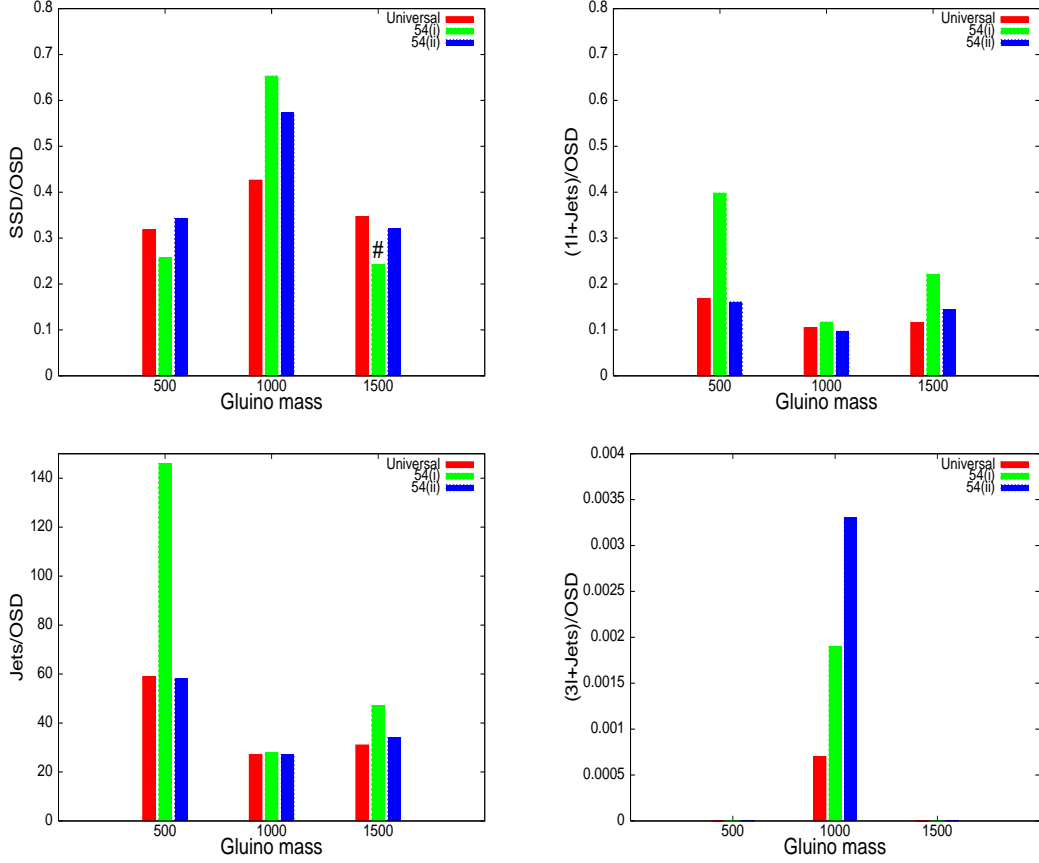 0.8
0.7
0.6
0.5
0.4
0.3
0.2
0.1
0
SSD/OSD
Universal
54(i)
54(ii)
#
500 1000 1500
Gluino mass
0.8
0.7
0.6
0.5
0.4
0.3
0.2
0.1
0
(1l+Jets)/OSD
Universal
54(i)
54(ii)
500 1000 1500
Gluino mass
140
120
100
80
60
40
20
0
Jets/OSD
Universal
54(i)
54(ii)
500 1000 1500
Gluino mass
0.004
0.0035
0.003
0.0025
0.002
0.0015
0.001
0.0005
0
(3l+Jets)/OSD
Universal
54(i)
54(ii)
500 1000 1500
Gluino mass